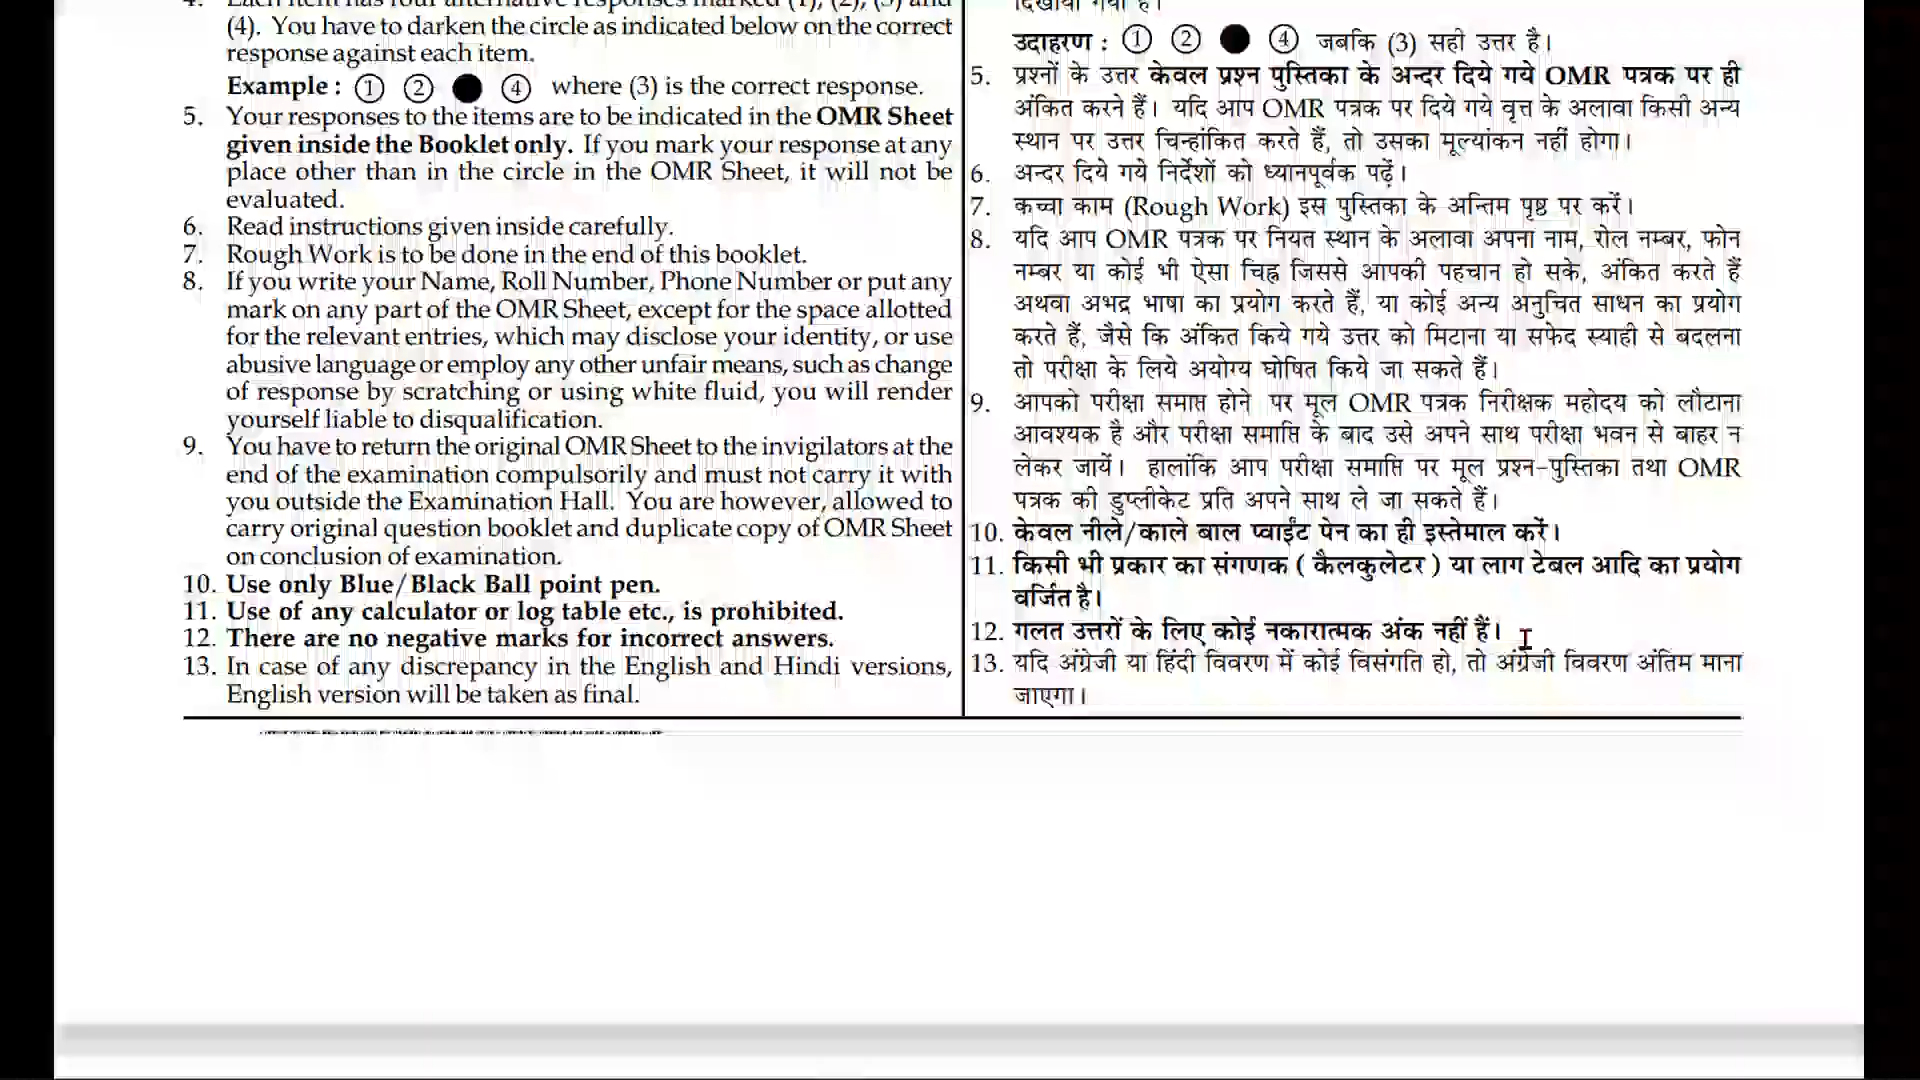 4. Each item has four alternative responses marked (1), (2), (3) and
(4). You have to darken the circle as indicated below on the correct
response against each item.
Example : ① ② ● ④ where (3) is the correct response.
5. Your responses to the items are to be indicated in the OMR Sheet
given inside the Booklet only. If you mark your response at any
place other than in the circle in the OMR Sheet, it will not be
evaluated.
6. Read instructions given inside carefully.
7. Rough Work is to be done in the end of this booklet.
8. If you write your Name, Roll Number, Phone Number or put any
mark on any part of the OMR Sheet, except for the space allotted
for the relevant entries, which may disclose your identity, or use
abusive language or employ any other unfair means, such as change
of response by scratching or using white fluid, you will render
yourself liable to disqualification.
9. You have to return the original OMR Sheet to the invigilators at the
end of the examination compulsorily and must not carry it with
you outside the Examination Hall. You are however, allowed to
carry original question booklet and duplicate copy of OMR Sheet
on conclusion of examination.
10. Use only Blue/Black Ball point pen.
11. Use of any calculator or log table etc., is prohibited.
12. There are no negative marks for incorrect answers.
13. In case of any discrepancy in the English and Hindi versions,
English version will be taken as final.
दिखाया गया है।
उदाहरण : ① ② ● ④ जबकि (3) सही उत्तर है।
5. प्रश्नों के उत्तर केवल प्रश्न पुस्तिका के अन्दर दिये गये OMR पत्रक पर ही
अंकित करने हैं। यदि आप OMR पत्रक पर दिये गये वृत्त के अलावा किसी अन्य
स्थान पर उत्तर चिन्हांकित करते हैं, तो उसका मूल्यांकन नहीं होगा।
6. अन्दर दिये गये निर्देशों को ध्यानपूर्वक पढ़ें।
7. कच्चा काम (Rough Work) इस पुस्तिका के अन्तिम पृष्ठ पर करें।
8. यदि आप OMR पत्रक पर नियत स्थान के अलावा अपना नाम, रोल नम्बर, फोन
नम्बर या कोई भी ऐसा चिह्न जिससे आपकी पहचान हो सके, अंकित करते हैं
अथवा अभद्र भाषा का प्रयोग करते हैं, या कोई अन्य अनुचित साधन का प्रयोग
करते हैं, जैसे कि अंकित किये गये उत्तर को मिटाना या सफेद स्याही से बदलना
तो परीक्षा के लिये अयोग्य घोषित किये जा सकते हैं।
9. आपको परीक्षा समाप्त होने पर मूल OMR पत्रक निरीक्षक महोदय को लौटाना
आवश्यक है और परीक्षा समाप्ति के बाद उसे अपने साथ परीक्षा भवन से बाहर न
लेकर जायें। हालांकि आप परीक्षा समाप्ति पर मूल प्रश्न-पुस्तिका तथा OMR
पत्रक की डुप्लीकेट प्रति अपने साथ ले जा सकते हैं।
10. केवल नीले/काले बाल प्वाईंट पेन का ही इस्तेमाल करें।
11. किसी भी प्रकार का संगणक ( कैलकुलेटर ) या लाग टेबल आदि का प्रयोग
वर्जित है।
12. गलत उत्तरों के लिए कोई नकारात्मक अंक नहीं हैं।
13. यदि अंग्रेजी या हिंदी विवरण में कोई विसंगति हो, तो अंग्रेजी विवरण अंतिम माना
जाएगा।